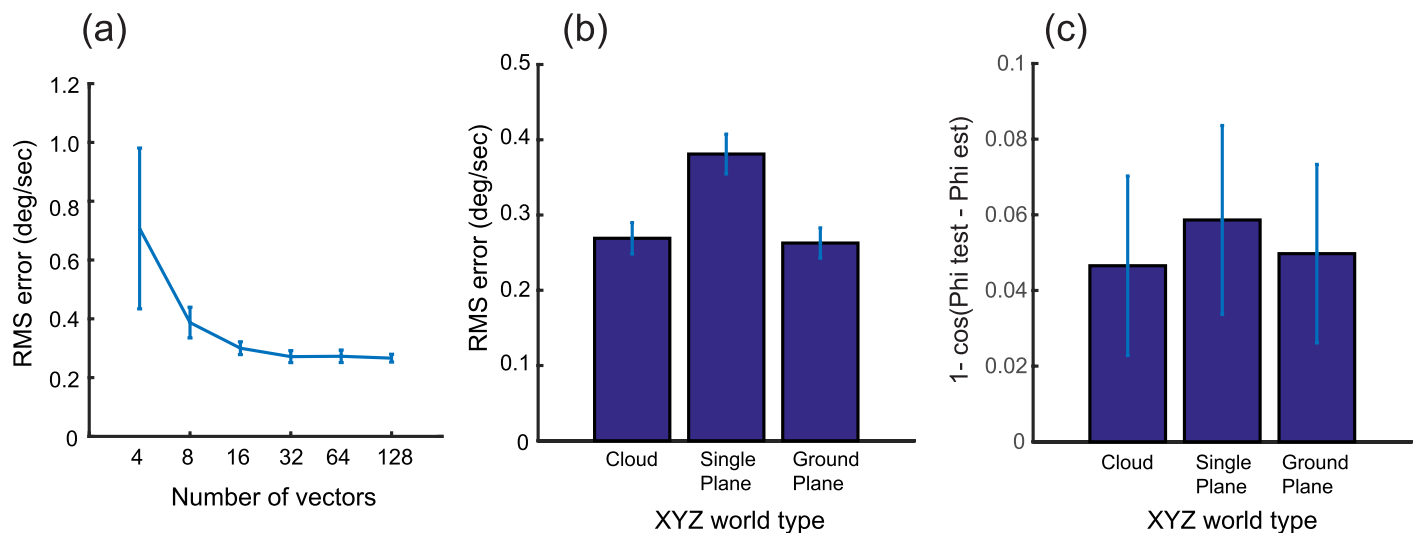 (a)
1.2
1.0
0.8
0.6
0.4
0.2
0
RMS error (deg/sec)
4 8 16 32 64 128
Number of vectors
(b)
0.5
0.4
0.3
0.2
0.1
0
RMS error (deg/sec)
Cloud Single Plane Ground Plane
XYZ world type
(c)
0.1
0.08
0.06
0.04
0.02
0
1- cos(Phi test - Phi est)
Cloud Single Plane Ground Plane
XYZ world type